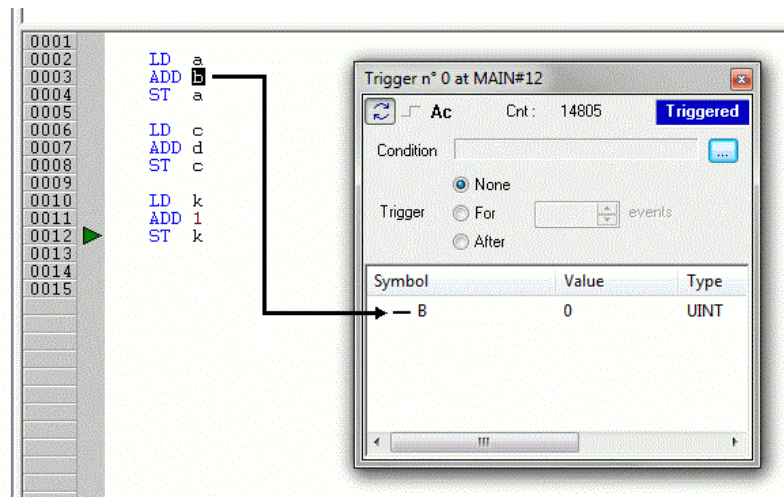 0001
0002 LD a
0003 ADD b
0004 ST a
0005
0006 LD c
0007 ADD d
0008 ST c
0009
0010 LD k
0011 ADD 1
0012 ST k
0013
0014
0015
Trigger n° 0 at MAIN#12
Ac Cnt : 14805 Triggered
Condition ...
None
Trigger For events
After
Symbol Value Type
B 0 UINT